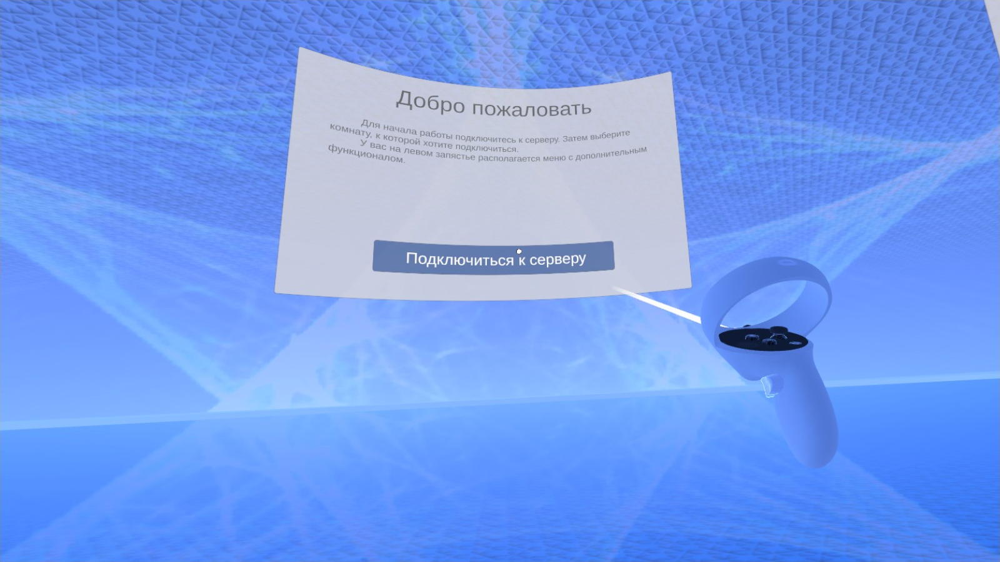 Добро пожаловать
Для начала работы подключитесь к серверу. Затем выберите
комнату, к которой хотите подключиться.
У вас на левом запястье располагается меню с дополнительным
функционалом.
Подключиться к серверу